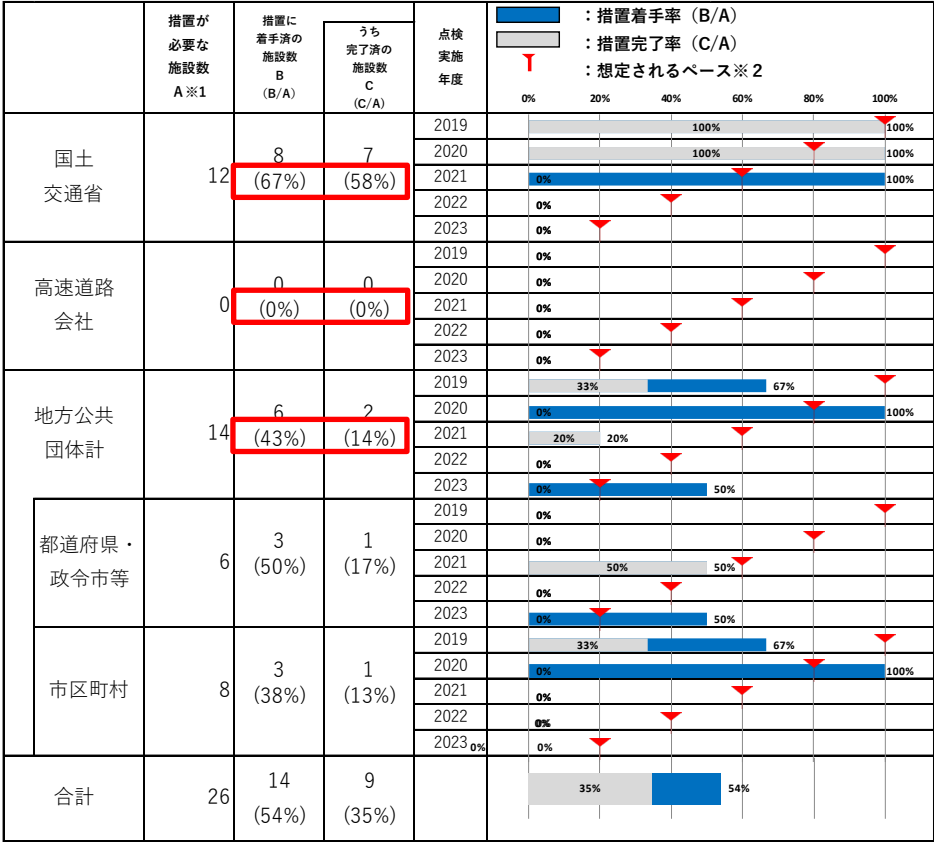 措置が
必要な
施設数
A ※1
措置に
着手済の
施設数
B
(B/A)
うち
完了済の
施設数
C
(C/A)
点検
実施
年度
：措置着手率（B/A）
：措置完了率（C/A）
：想定されるペース※２
0% 20% 40% 60% 80% 100%
国土
交通省
12
8
(67%)
7
(58%)
2019 100% 100%
2020 100% 100%
2021 0% 100%
2022 0%
2023 0%
高速道路
会社
0
0
(0%)
0
(0%)
2019 0%
2020 0%
2021 0%
2022 0%
2023 0%
地方公共
団体計
14
6
(43%)
2
(14%)
2019 33% 67%
2020 0% 100%
2021 20% 20%
2022 0%
2023 0% 50%
都道府県・
政令市等
6
3
(50%)
1
(17%)
2019 0%
2020 0%
2021 50% 50%
2022 0%
2023 0% 50%
市区町村
8
3
(38%)
1
(13%)
2019 33% 67%
2020 0% 100%
2021 0%
2022 0%
2023 0% 0%
合計
26
14
(54%)
9
(35%)
35% 54%